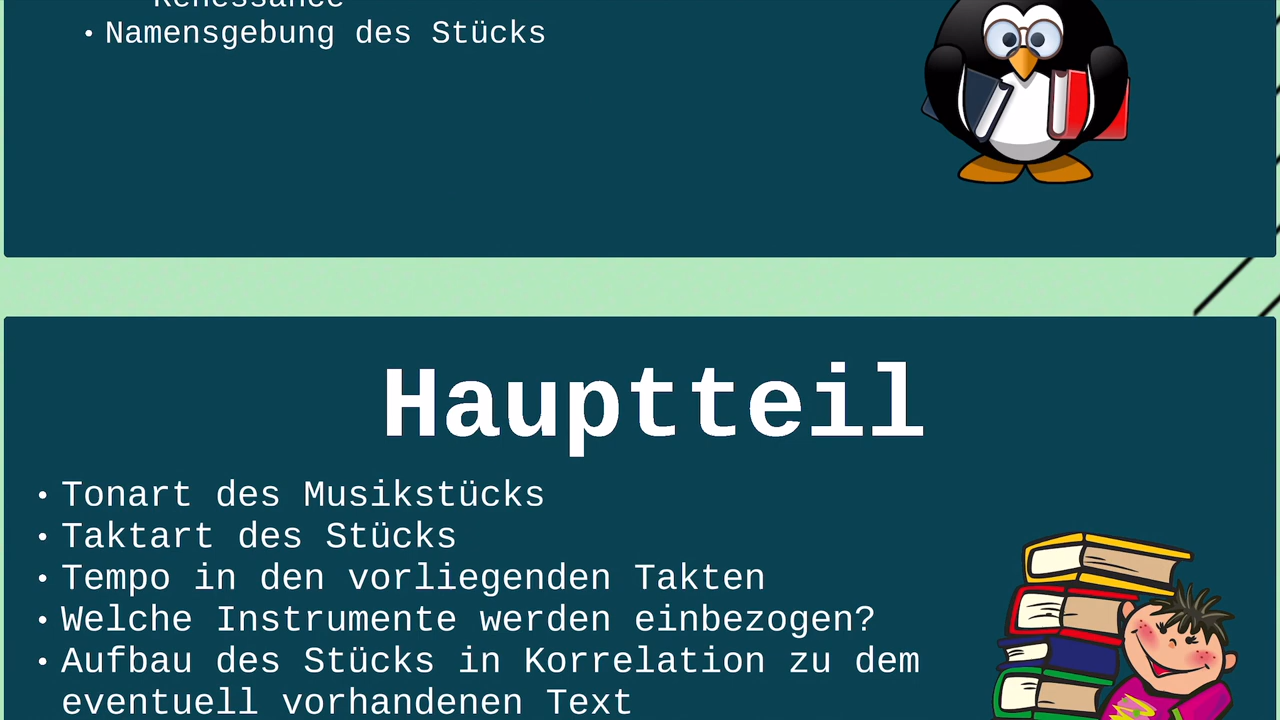 Renessance
• Namensgebung des Stücks
Hauptteil
• Tonart des Musikstücks
• Taktart des Stücks
• Tempo in den vorliegenden Takten
• Welche Instrumente werden einbezogen?
• Aufbau des Stücks in Korrelation zu dem
eventuell vorhandenen Text